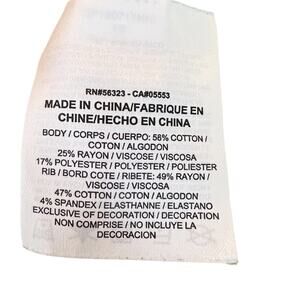 RN#56323 - CA#05553
MADE IN CHINA/FABRIQUE EN
CHINE/HECHO EN CHINA
BODY / CORPS / CUERPO: 58% COTTON /
COTON / ALGODON
25% RAYON / VISCOSE / VISCOSA
17% POLYESTER / POLYESTER / POLIESTER
RIB / BORD COTE / RIBETE: 49% RAYON /
VISCOSE / VISCOSA
47% COTTON / COTON / ALGODON
4% SPANDEX / ELASTHANNE / ELASTANO
EXCLUSIVE OF DECORATION / DECORATION
NON COMPRISE / NO INCLUYE LA
DECORACION